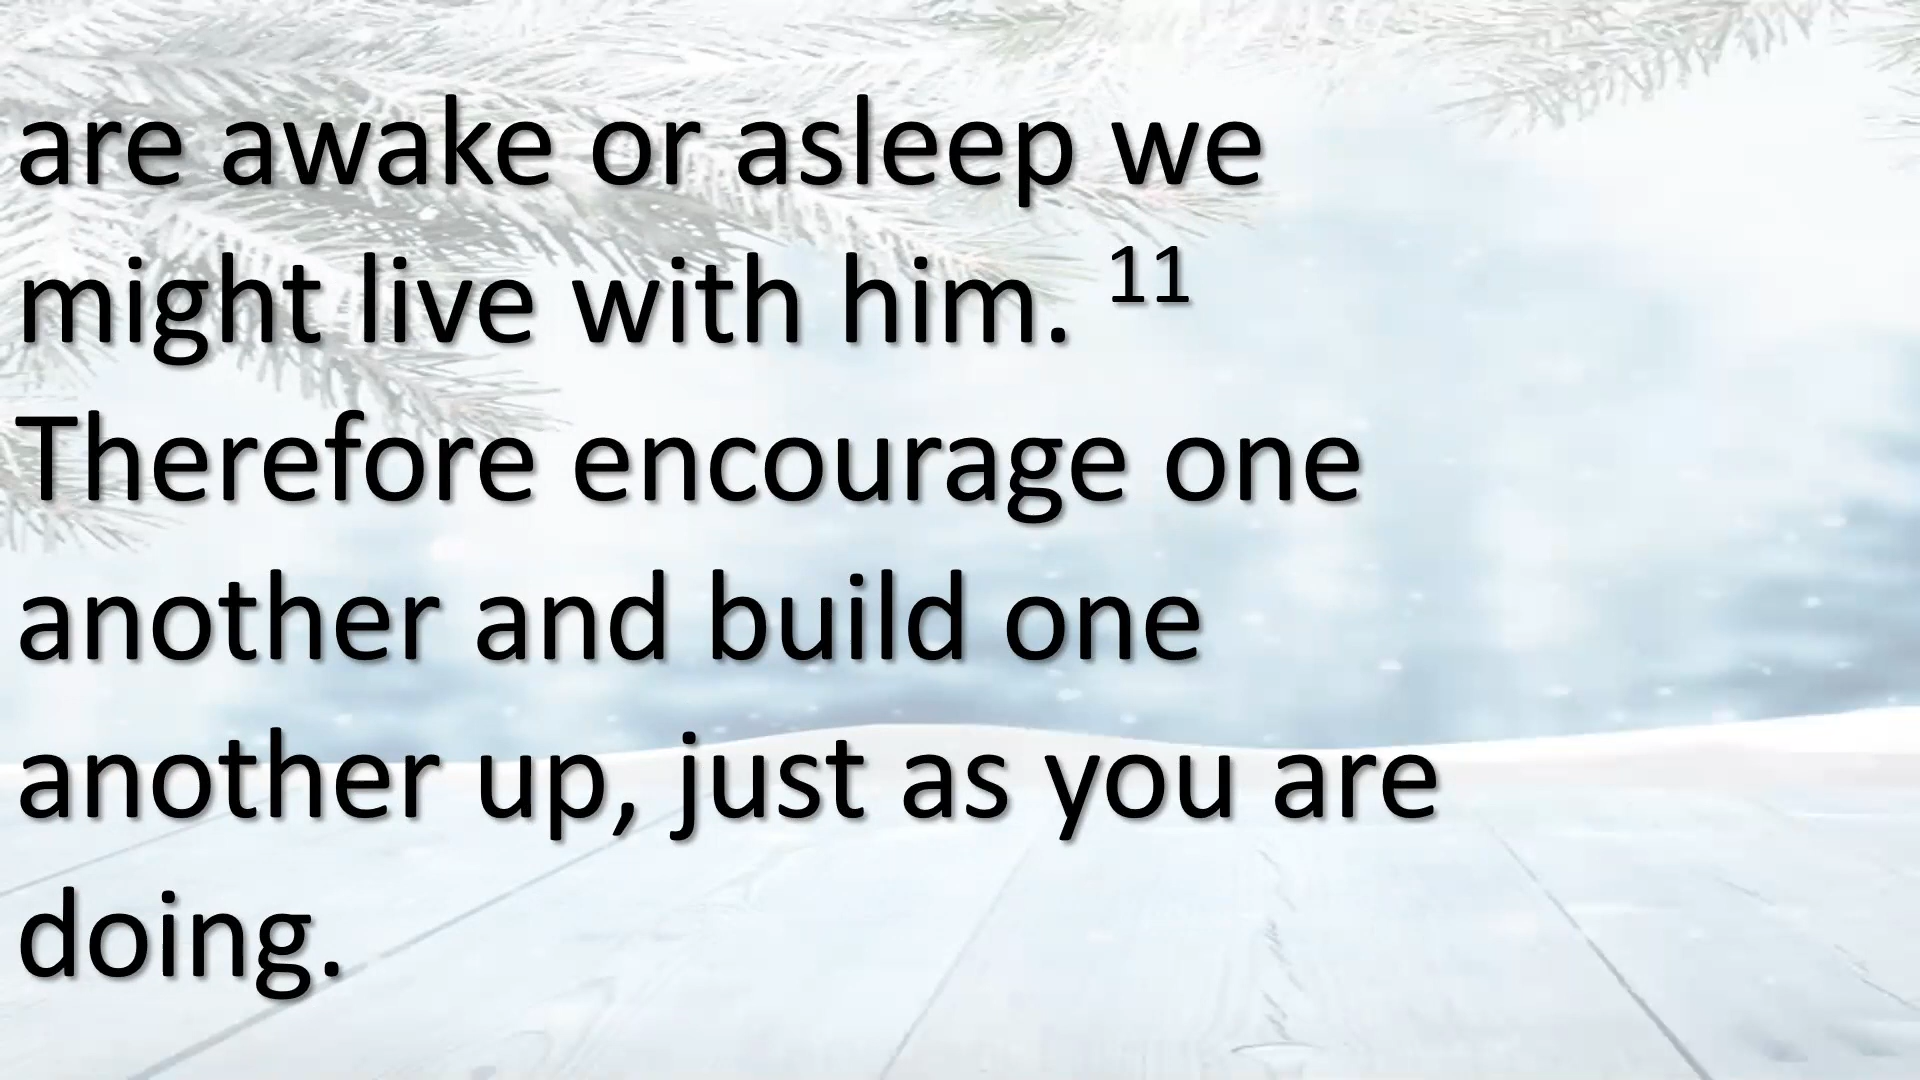 are awake or asleep we
might live with him. 11
Therefore encourage one
another and build one
another up, just as you are
doing.